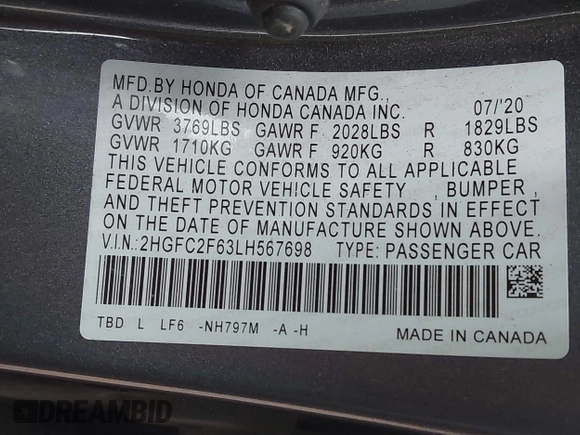 MFD.BY HONDA OF CANADA MFG.,
A DIVISION OF HONDA CANADA INC. 07/'20
GVWR 3769LBS GAWR F 2028LBS R 1829LBS
GVWR 1710KG GAWR F 920KG R 830KG
THIS VEHICLE CONFORMS TO ALL APPLICABLE
FEDERAL MOTOR VEHICLE SAFETY , BUMPER ,
AND THEFT PREVENTION STANDARDS IN EFFECT
ON THE DATE OF MANUFACTURE SHOWN ABOVE.
V.I.N.:2HGFC2F63LH567698 TYPE: PASSENGER CAR
TBD L LF6 -NH797M -A -H
MADE IN CANADA
DREAMBID